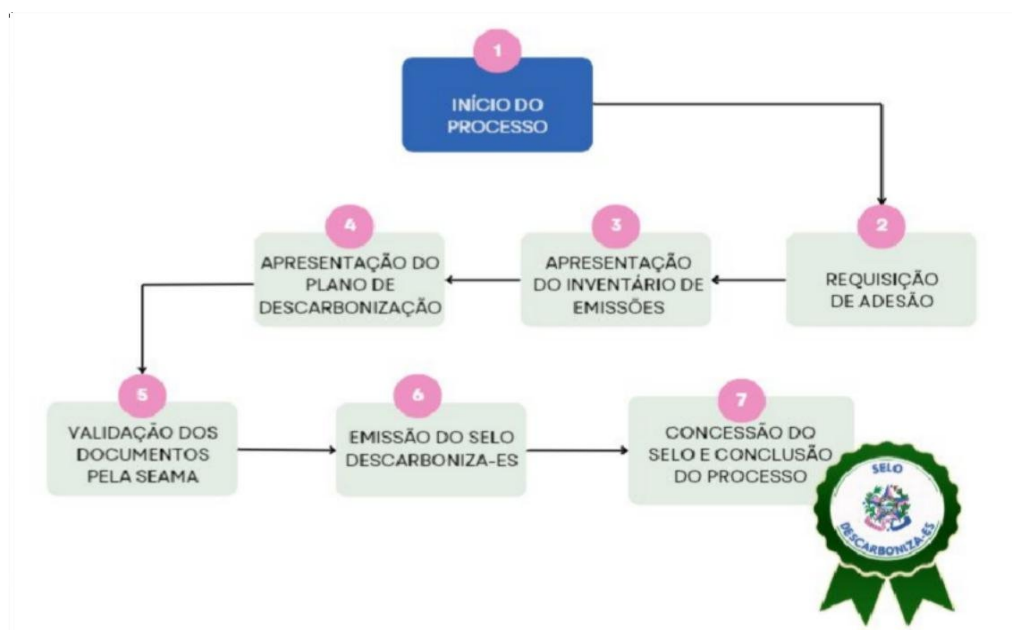 1
INÍCIO DO
PROCESSO
2
REQUISIÇÃO
DE ADESÃO
3
APRESENTAÇÃO
DO INVENTÁRIO DE
EMISSÕES
4
APRESENTAÇÃO DO
PLANO DE
DESCARBONIZAÇÃO
5
VALIDAÇÃO DOS
DOCUMENTOS
PELA SEAMA
6
EMISSÃO DO SELO
DESCARBONIZA-ES
7
CONCESSÃO DO
SELO E CONCLUSÃO
DO PROCESSO
SELO
DESCARBONIZA-ES